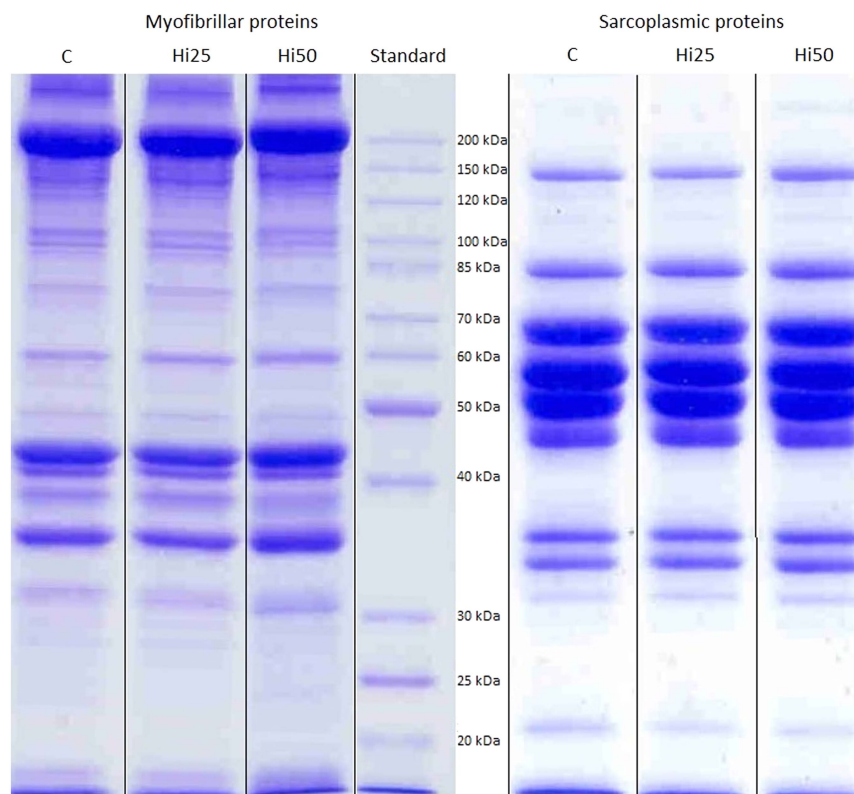 Myofibrillar proteins
Sarcoplasmic proteins
C Hi25 Hi50 Standard
C Hi25 Hi50
200 kDa
150 kDa
120 kDa
100 kDa
85 kDa
70 kDa
60 kDa
50 kDa
40 kDa
30 kDa
25 kDa
20 kDa